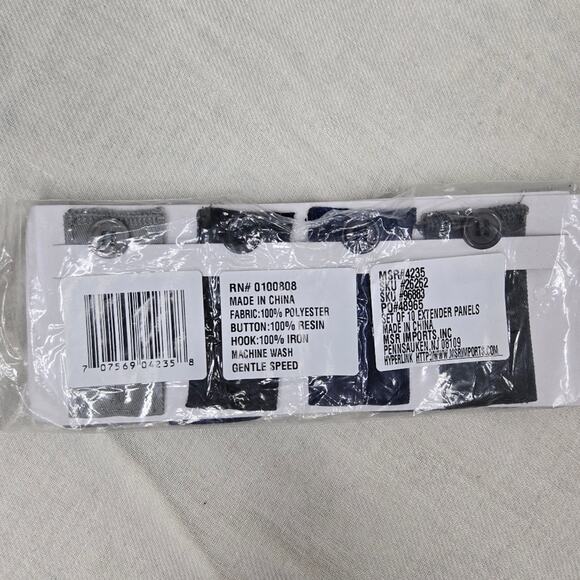 7 07569 04235 8
RN# 0100808
MADE IN CHINA
FABRIC:100% POLYESTER
BUTTON:100% RESIN
HOOK:100% IRON
MACHINE WASH
GENTLE SPEED
MSR#4235
SKU #26252
SKU #96883
PO#48965
SET OF 10 EXTENDER PANELS
MADE IN CHINA
MSR IMPORTS,INC
PENNSAUKEN,NJ 08109
HYPERLINK HTTP://WWW.MSRIMPORTS.COM/